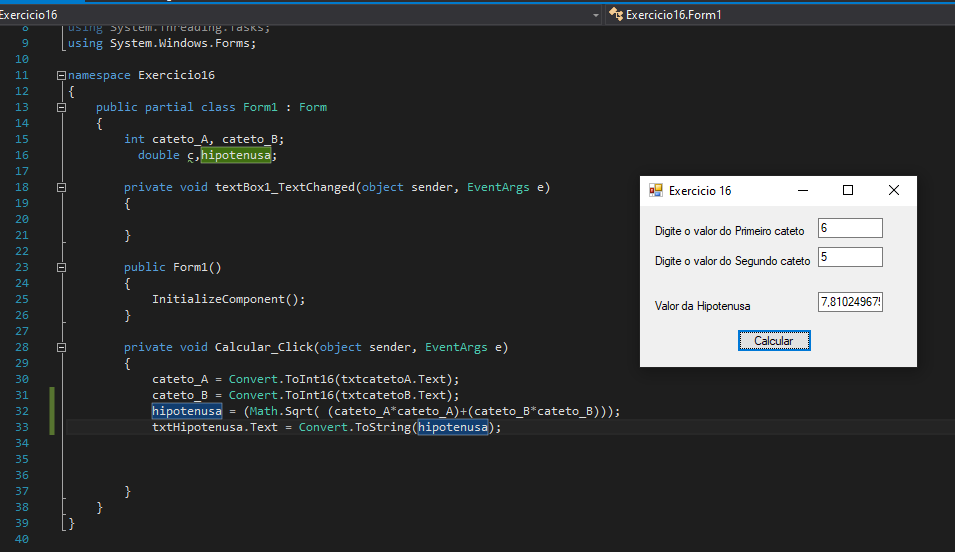 Exercicio16
Exercicio16.Form1
8 using System.Threading.Tasks;
9 using System.Windows.Forms;
10
11 namespace Exercicio16
12 {
13 public partial class Form1 : Form
14 {
15 int cateto_A, cateto_B;
16 double c,hipotenusa;
17
18 private void textBox1_TextChanged(object sender, EventArgs e)
19 {
20
21 }
22
23 public Form1()
24 {
25 InitializeComponent();
26 }
27
28 private void Calcular_Click(object sender, EventArgs e)
29 {
30 cateto_A = Convert.ToInt16(txtcatetoA.Text);
31 cateto_B = Convert.ToInt16(txtcatetoB.Text);
32 hipotenusa = (Math.Sqrt( (cateto_A*cateto_A)+(cateto_B*cateto_B)));
33 txtHipotenusa.Text = Convert.ToString(hipotenusa);
34
35
36
37 }
38 }
39 }
40
Exercicio 16
Digite o valor do Primeiro cateto 6
Digite o valor do Segundo cateto 5
Valor da Hipotenusa 7,810249675
Calcular